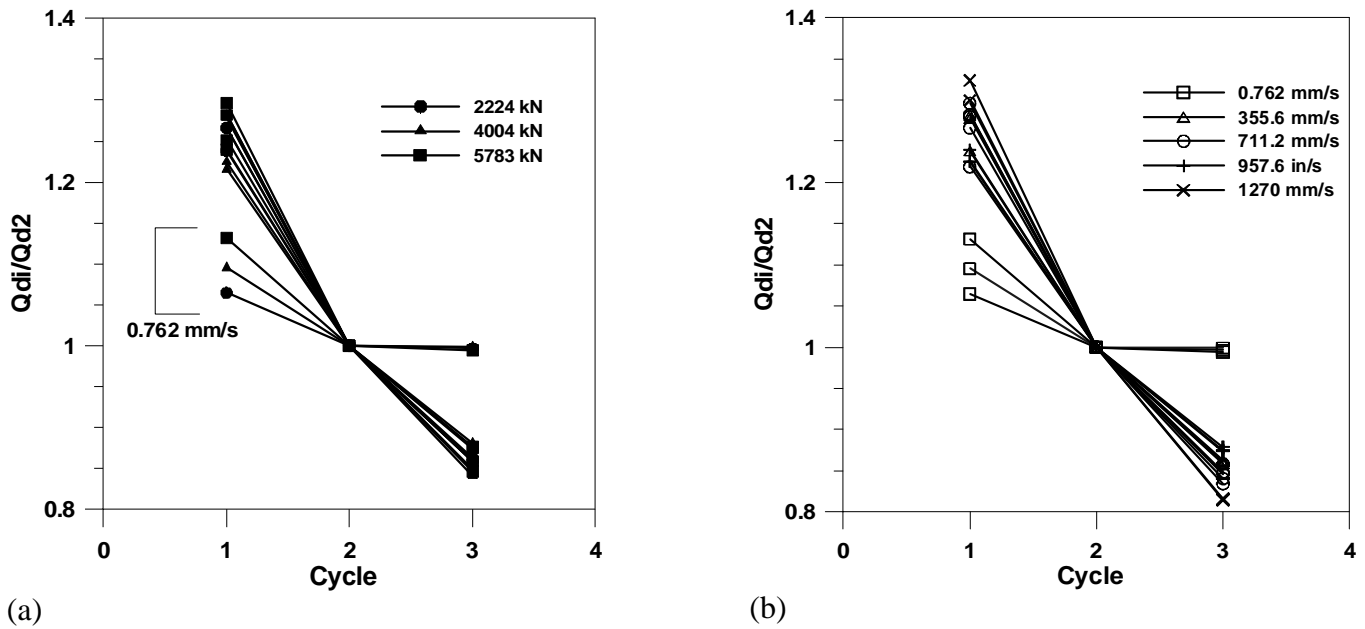 1.4
1.2
1
0.8
Qdi/Qd2
2224 kN
4004 kN
5783 kN
0.762 mm/s
0 1 2 3 4
Cycle
(a)
1.4
1.2
1
0.8
Qdi/Qd2
0.762 mm/s
355.6 mm/s
711.2 mm/s
957.6 in/s
1270 mm/s
0 1 2 3 4
Cycle
(b)